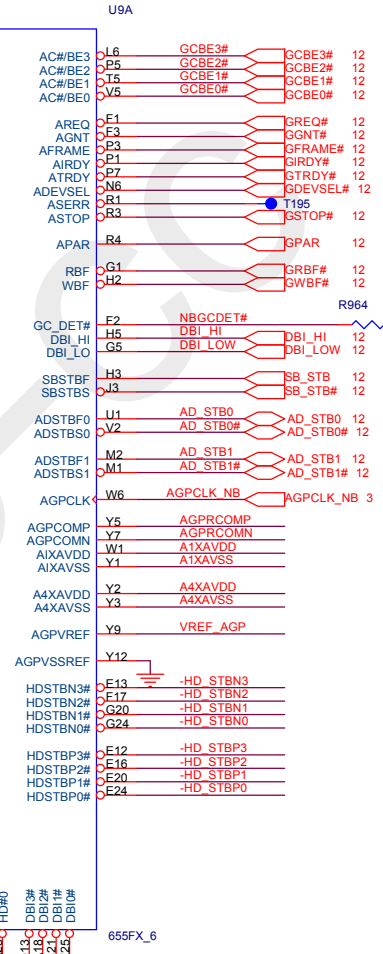 U9A
AC#/BE3 L6 GCBE3# GCBE3# 12
AC#/BE2 P5 GCBE2# GCBE2# 12
AC#/BE1 T5 GCBE1# GCBE1# 12
AC#/BE0 V5 GCBE0# GCBE0# 12
AREQ F1 GREQ# 12
AGNT F3 GGNT# 12
AFRAME P3 GFRAME# 12
AIRDY P1 GIRDY# 12
ATRDY P7 GTRDY# 12
ADEVSEL N6 GDEVSEL# 12
ASERR R1 T195
ASTOP R3 GSTOP# 12
APAR R4 GPAR 12
RBF G1 GRBF# 12
WBF H2 GWBF# 12
R964
GC_DET# F2 NBGCDET#
DBI_HI H5 DBI_HI DBI_HI 12
DBI_LO G5 DBI_LOW DBI_LOW 12
SBSTBF H3 SB_STB 12
SBSTBS J3 SB_STB# 12
ADSTBF0 U1 AD_STB0 AD_STB0 12
ADSTBS0 V2 AD_STB0# AD_STB0# 12
ADSTBF1 M2 AD_STB1 AD_STB1 12
ADSTBS1 M1 AD_STB1# AD_STB1# 12
AGPCLK W6 AGPCLK_NB AGPCLK_NB 3
AGPCOMP Y5 AGPRCOMP
AGPCOMN Y7 AGPRCOMN
AIXAVDD W1 A1XAVDD
AIXAVSS Y1 A1XAVSS
A4XAVDD Y2 A4XAVDD
A4XAVSS Y3 A4XAVSS
AGPVREF Y9 VREF_AGP
AGPVSSREF Y12
HDSTBN3# E13 -HD_STBN3
HDSTBN2# E17 -HD_STBN2
HDSTBN1# G20 -HD_STBN1
HDSTBN0# G24 -HD_STBN0
HDSTBP3# E12 -HD_STBP3
HDSTBP2# E16 -HD_STBP2
HDSTBP1# E20 -HD_STBP1
HDSTBP0# E24 -HD_STBP0
HD#0
DBI3#
DBI2#
DBI1#
DBI0#
655FX_6